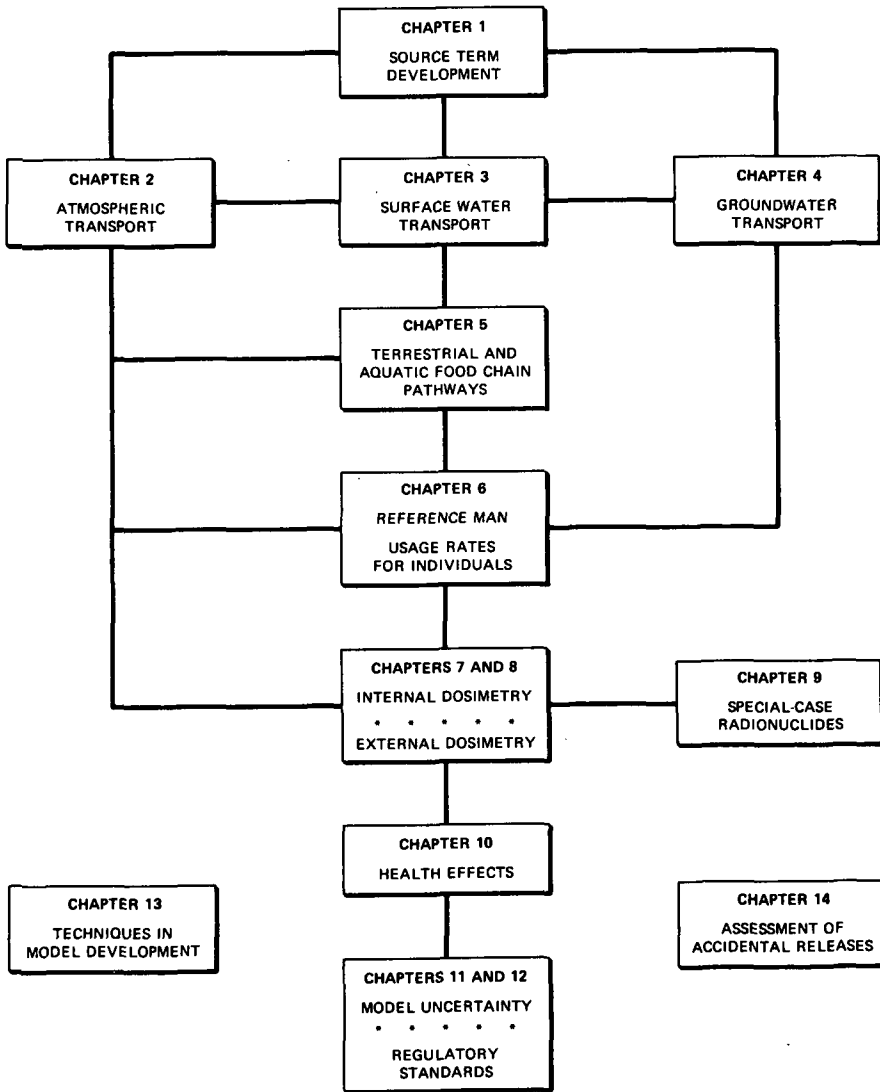 CHAPTER 1
SOURCE TERM
DEVELOPMENT
CHAPTER 2
ATMOSPHERIC
TRANSPORT
CHAPTER 3
SURFACE WATER
TRANSPORT
CHAPTER 4
GROUNDWATER
TRANSPORT
CHAPTER 5
TERRESTRIAL AND
AQUATIC FOOD CHAIN
PATHWAYS
CHAPTER 6
REFERENCE MAN
USAGE RATES
FOR INDIVIDUALS
CHAPTERS 7 AND 8
INTERNAL DOSIMETRY
* * * * *
EXTERNAL DOSIMETRY
CHAPTER 9
SPECIAL-CASE
RADIONUCLIDES
CHAPTER 10
HEALTH EFFECTS
CHAPTER 13
TECHNIQUES IN
MODEL DEVELOPMENT
CHAPTER 14
ASSESSMENT OF
ACCIDENTAL RELEASES
CHAPTERS 11 AND 12
MODEL UNCERTAINTY
* * * * *
REGULATORY
STANDARDS